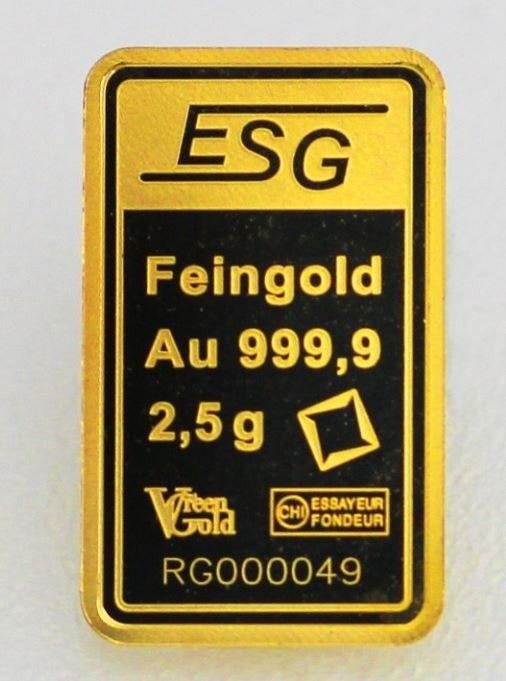 ESG
Feingold
Au 999,9
2,5 g
Green
Gold
CHI ESSAYEUR
FONDEUR
RG000049